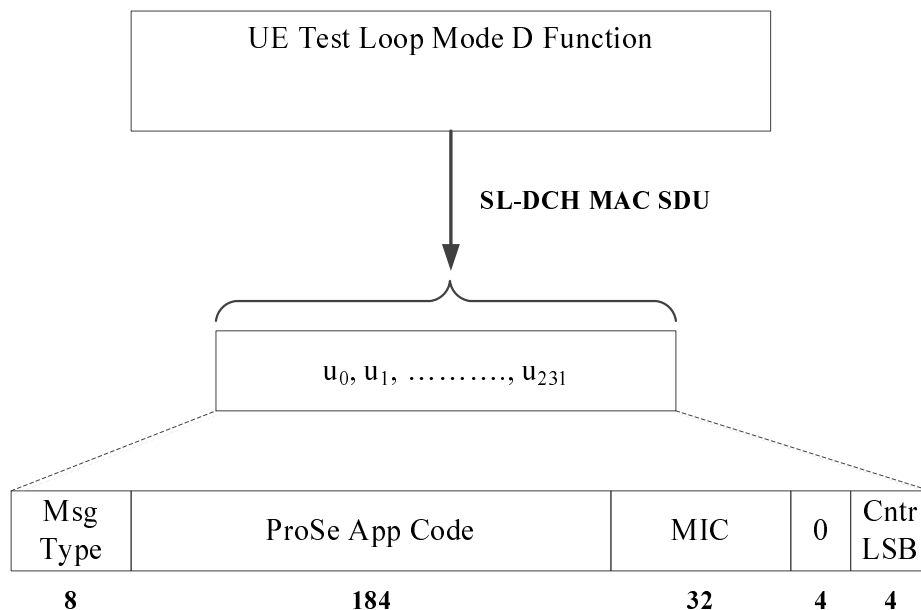 UE Test Loop Mode D Function
SL-DCH MAC SDU
u0, u1, ………., u231
Msg Type
ProSe App Code
MIC
0
Cntr LSB
8
184
32
4
4